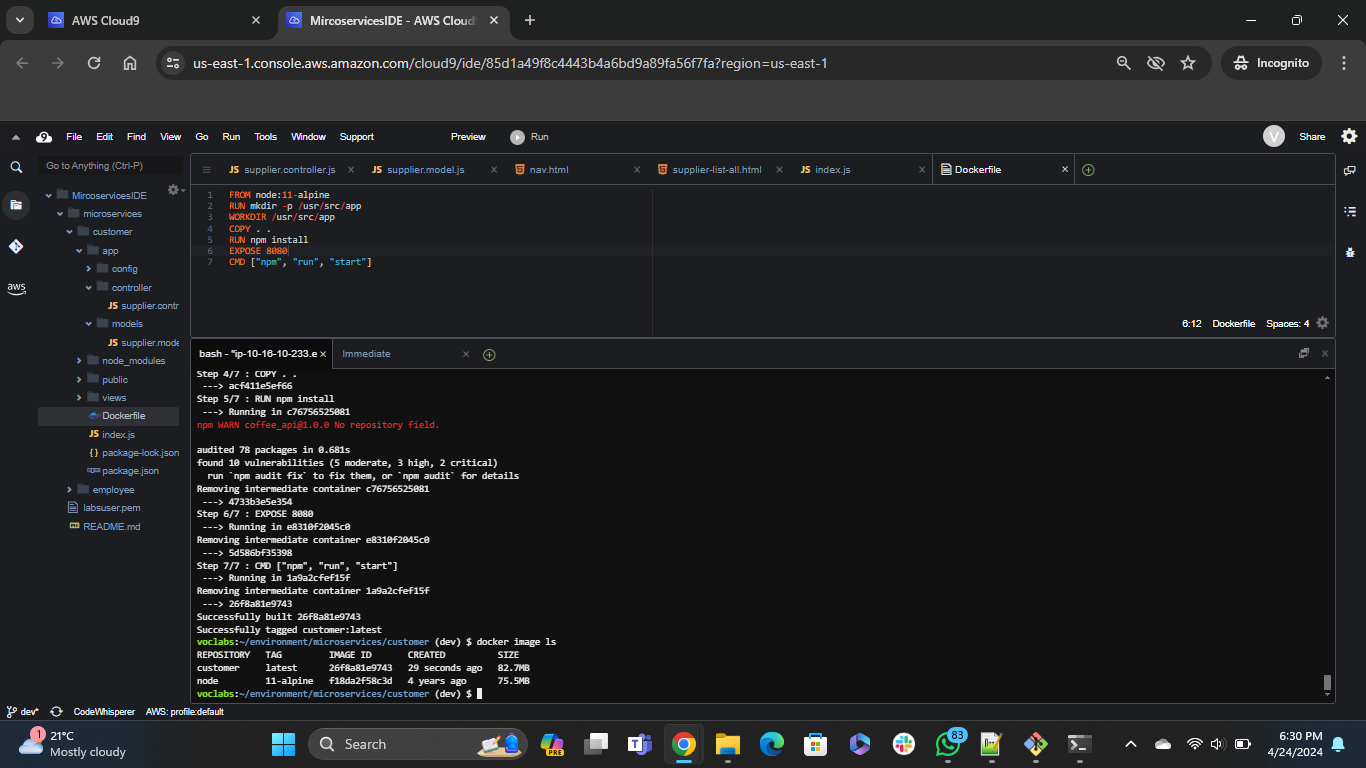 AWS Cloud9
MircoservicesIDE - AWS Cloud
us-east-1.console.aws.amazon.com/cloud9/ide/85d1a49f8c4443b4a6bd9a89fa56f7fa?region=us-east-1
Incognito
File Edit Find View Go Run Tools Window Support Preview Run
V Share
Go to Anything (Ctrl-P)
supplier.controller.js
supplier.model.js
nav.html
supplier-list-all.html
index.js
Dockerfile
MircoservicesIDE
microservices
customer
app
config
controller
JS supplier.contr
models
JS supplier.mode
node_modules
public
views
Dockerfile
JS index.js
{ } package-lock.json
package.json
employee
labsuser.pem
README.md
aws
1 FROM node:11-alpine
2 RUN mkdir -p /usr/src/app
3 WORKDIR /usr/src/app
4 COPY . .
5 RUN npm install
6 EXPOSE 8080
7 CMD ["npm", "run", "start"]
6:12 Dockerfile Spaces: 4
bash - "ip-10-16-10-233.e
Immediate
Step 4/7 : COPY . .
---> acf411e5ef66
Step 5/7 : RUN npm install
---> Running in c76756525081
npm WARN coffee_api@1.0.0 No repository field.
audited 78 packages in 0.681s
found 10 vulnerabilities (5 moderate, 3 high, 2 critical)
run `npm audit fix` to fix them, or `npm audit` for details
Removing intermediate container c76756525081
---> 4733b3e5e354
Step 6/7 : EXPOSE 8080
---> Running in e8310f2045c0
Removing intermediate container e8310f2045c0
---> 5d586bf35398
Step 7/7 : CMD ["npm", "run", "start"]
---> Running in 1a9a2cfef15f
Removing intermediate container 1a9a2cfef15f
---> 26f8a81e9743
Successfully built 26f8a81e9743
Successfully tagged customer:latest
voclabs:~/environment/microservices/customer (dev) $ docker image ls
REPOSITORY TAG IMAGE ID CREATED SIZE
customer latest 26f8a81e9743 29 seconds ago 82.7MB
node 11-alpine f18da2f58c3d 4 years ago 75.5MB
voclabs:~/environment/microservices/customer (dev) $
dev* CodeWhisperer AWS: profile:default
1
21°C
Mostly cloudy
Search
PRE
83
6:30 PM
4/24/2024